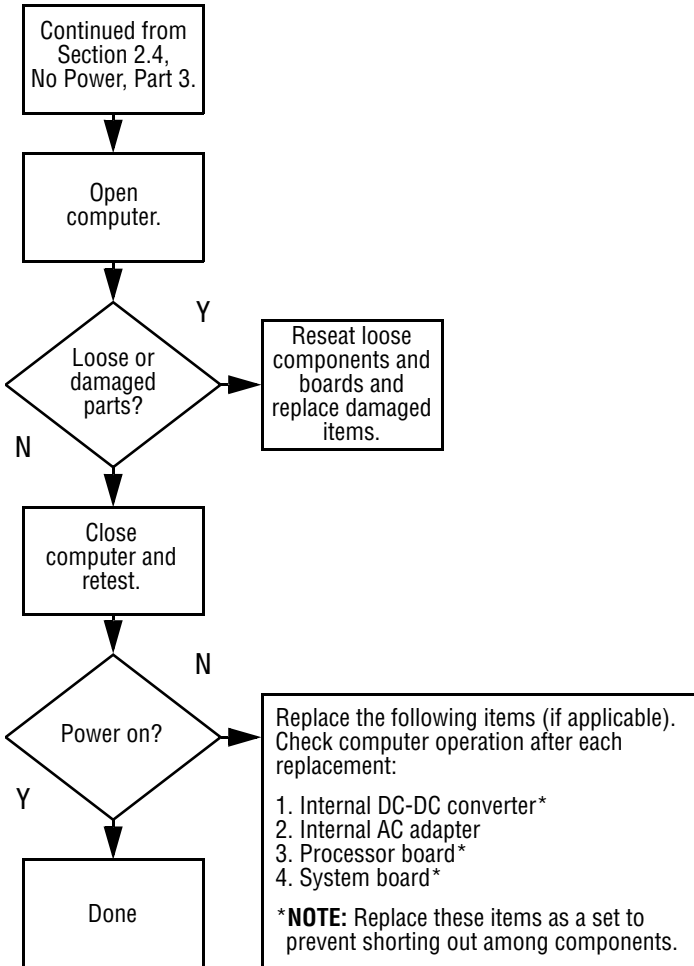 Continued from
Section 2.4,
No Power, Part 3.
Open
computer.
Y
Loose or
damaged
parts?
N
Reseat loose
components and
boards and
replace damaged
items.
Close
computer and
retest.
N
Power on?
Y
Replace the following items (if applicable).
Check computer operation after each
replacement:
1. Internal DC-DC converter*
2. Internal AC adapter
3. Processor board*
4. System board*
*NOTE: Replace these items as a set to
prevent shorting out among components.
Done